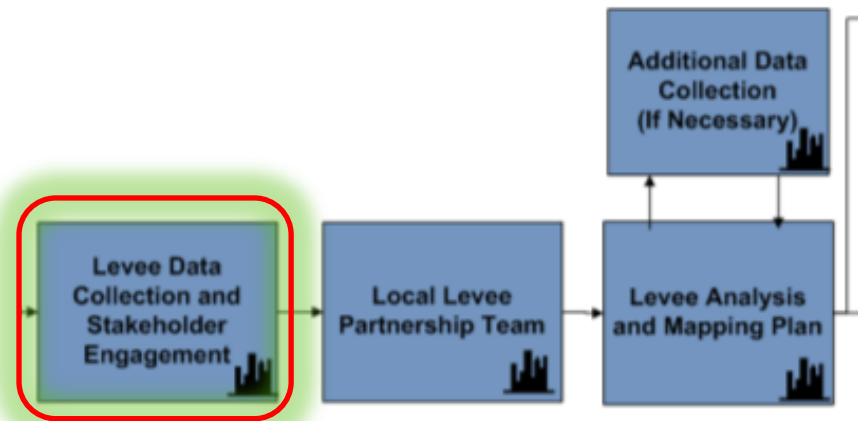 Levee Data
Collection and
Stakeholder
Engagement
Local Levee
Partnership Team
Additional Data
Collection
(If Necessary)
Levee Analysis
and Mapping Plan